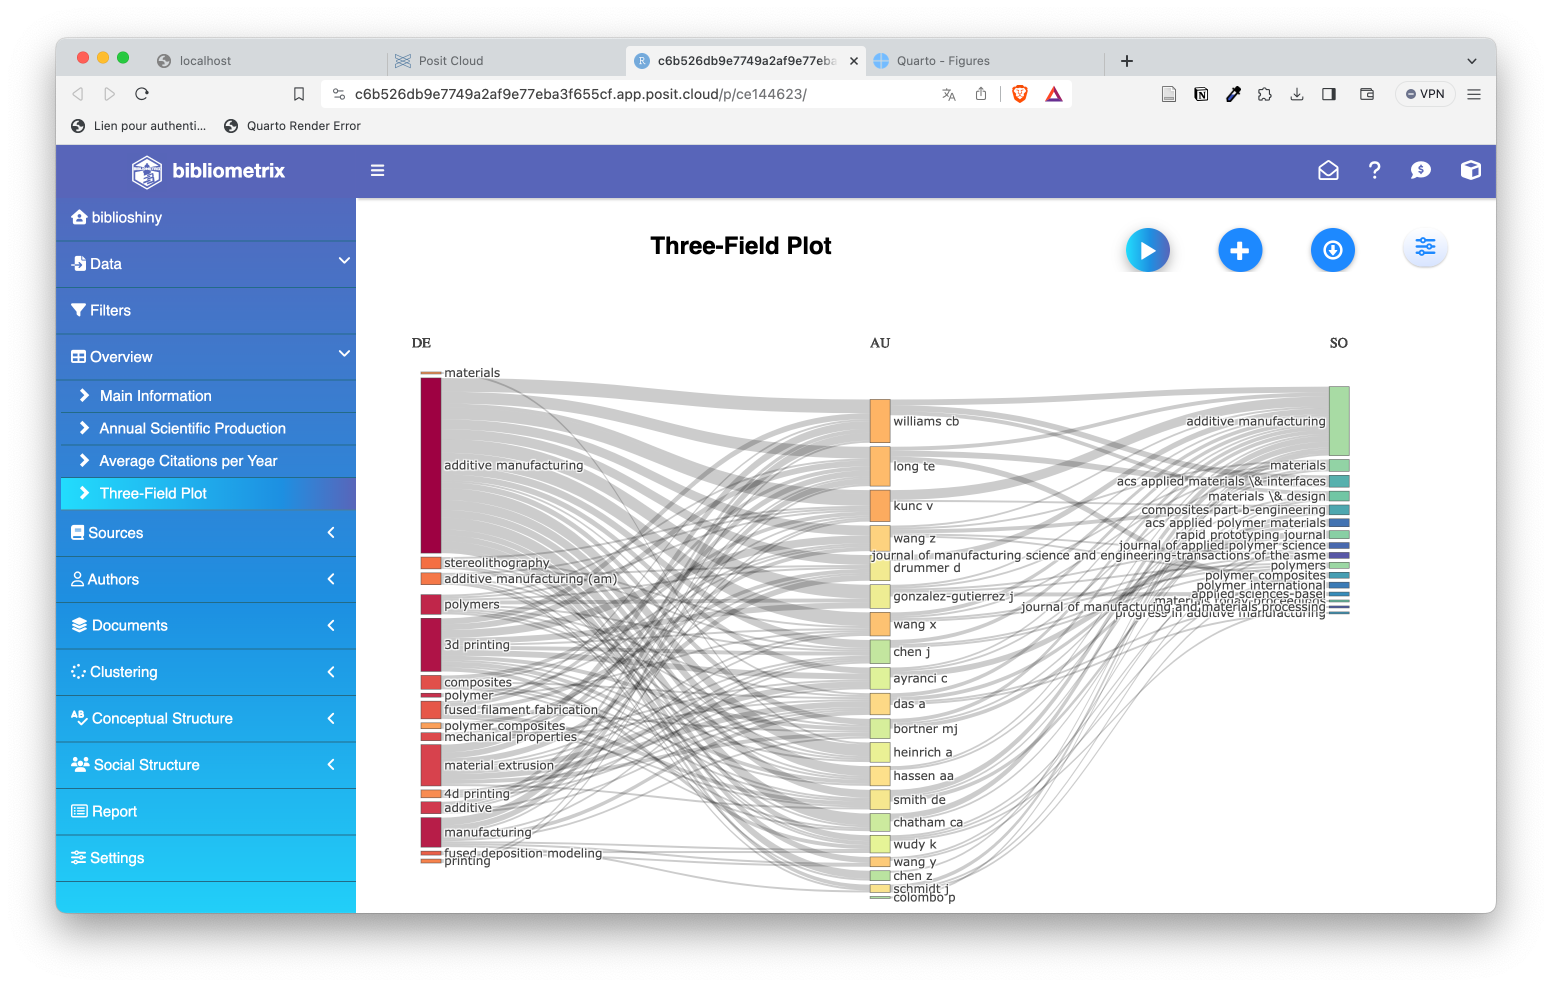 localhost
Posit Cloud
c6b526db9e7749a2af9e77eba
Quarto - Figures
c6b526db9e7749a2af9e77eba3f655cf.app.posit.cloud/p/ce144623/
VPN
Lien pour authenti...
Quarto Render Error
bibliometrix
biblioshiny
Data
Filters
Overview
Main Information
Annual Scientific Production
Average Citations per Year
Three-Field Plot
Sources
Authors
Documents
Clustering
Conceptual Structure
Social Structure
Report
Settings
Three-Field Plot
DE
AU
SO
materials
additive manufacturing
stereolithography
additive manufacturing (am)
polymers
3d printing
composites
polymer
fused filament fabrication
polymer composites
mechanical properties
material extrusion
4d printing
additive
manufacturing
fused deposition modeling
printing
williams cb
long te
kunc v
wang z
drummer d
gonzalez-gutierrez j
wang x
chen j
ayranci c
das a
bortner mj
heinrich a
hassen aa
smith de
chatham ca
wudy k
wang y
chen z
schmidt j
colombo p
additive manufacturing
materials
acs applied materials \& interfaces
materials \& design
composites part b-engineering
acs applied polymer materials
rapid prototyping journal
journal of applied polymer science
journal of manufacturing science and engineering-transactions of the asme
polymers
polymer composites
polymer international
applied sciences-basel
materials today-proceedings
journal of manufacturing and materials processing
progress in additive manufacturing